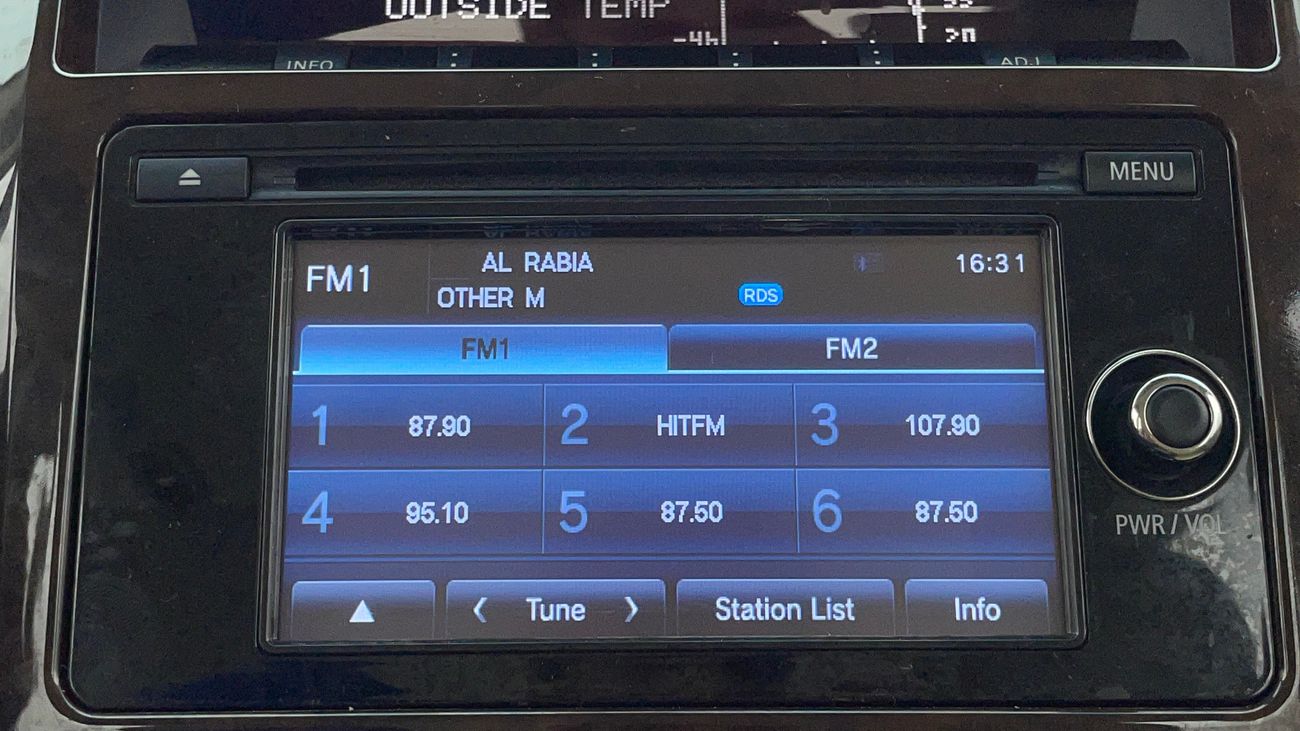 OUTSIDE TEMP
-4h
INFO
ADJ
MENU
FM1
AL RABIA
16:31
OTHER M
RDS
FM1
FM2
1
87.90
2
HITFM
3
107.90
4
95.10
5
87.50
6
87.50
PWR / VOL
Tune
Station List
Info